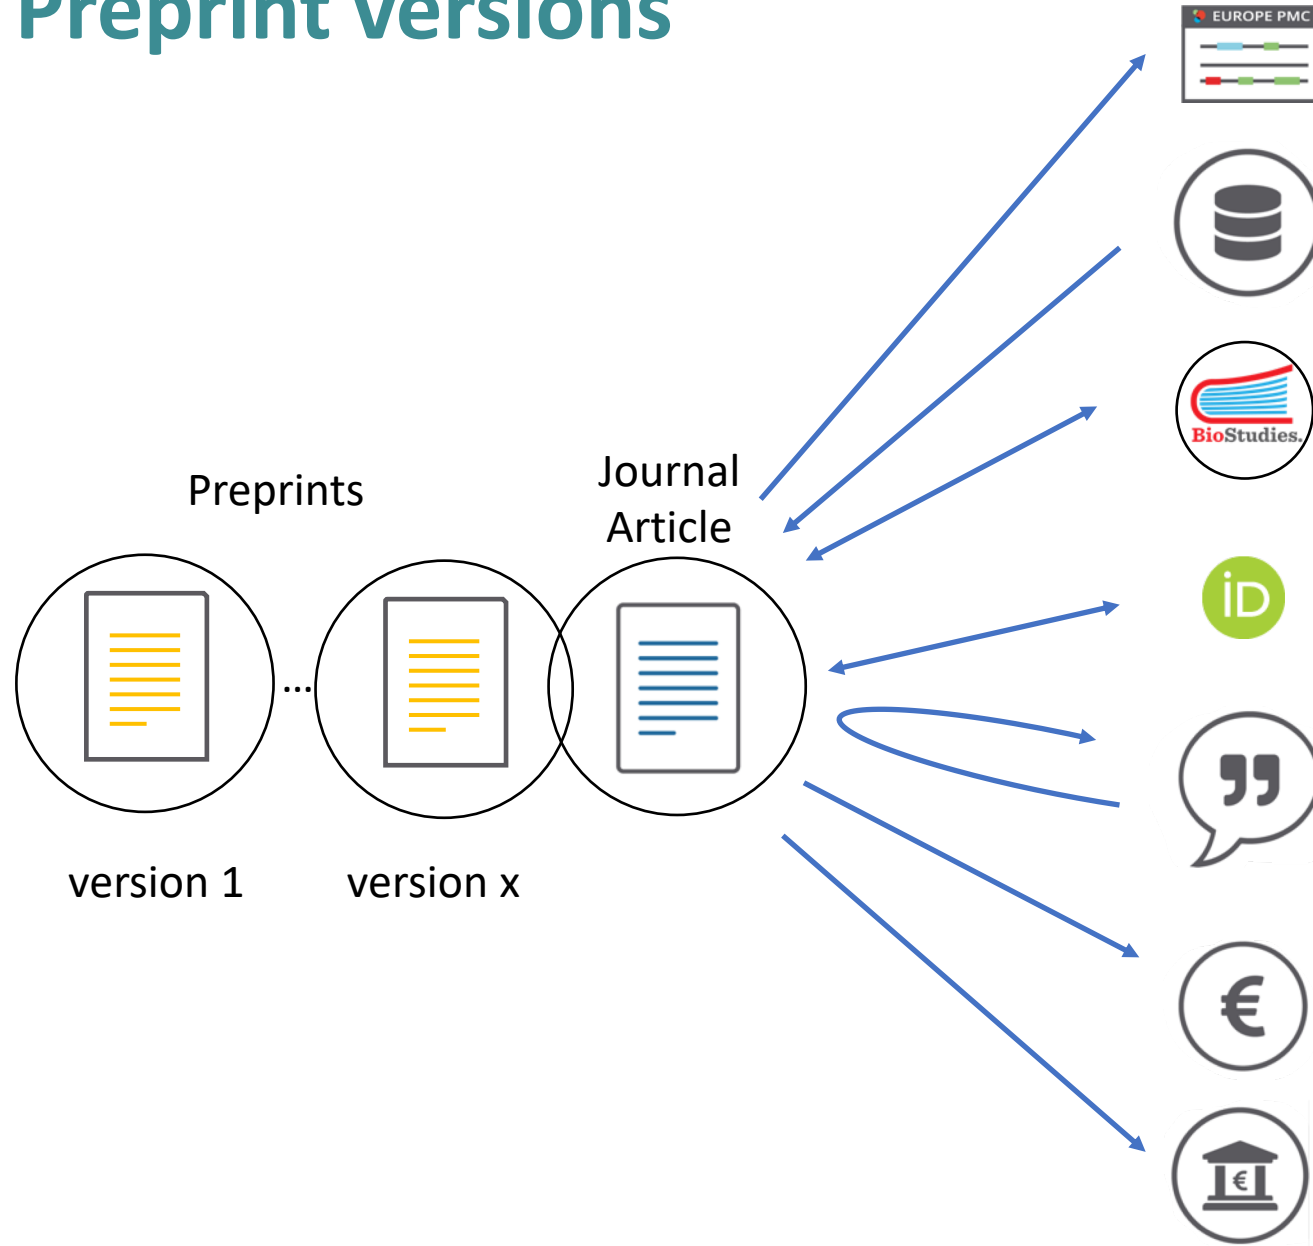 Preprint versions
EUROPE PMC
BioStudies.
Preprints
Journal
Article
iD
...
version 1
version x
€
€